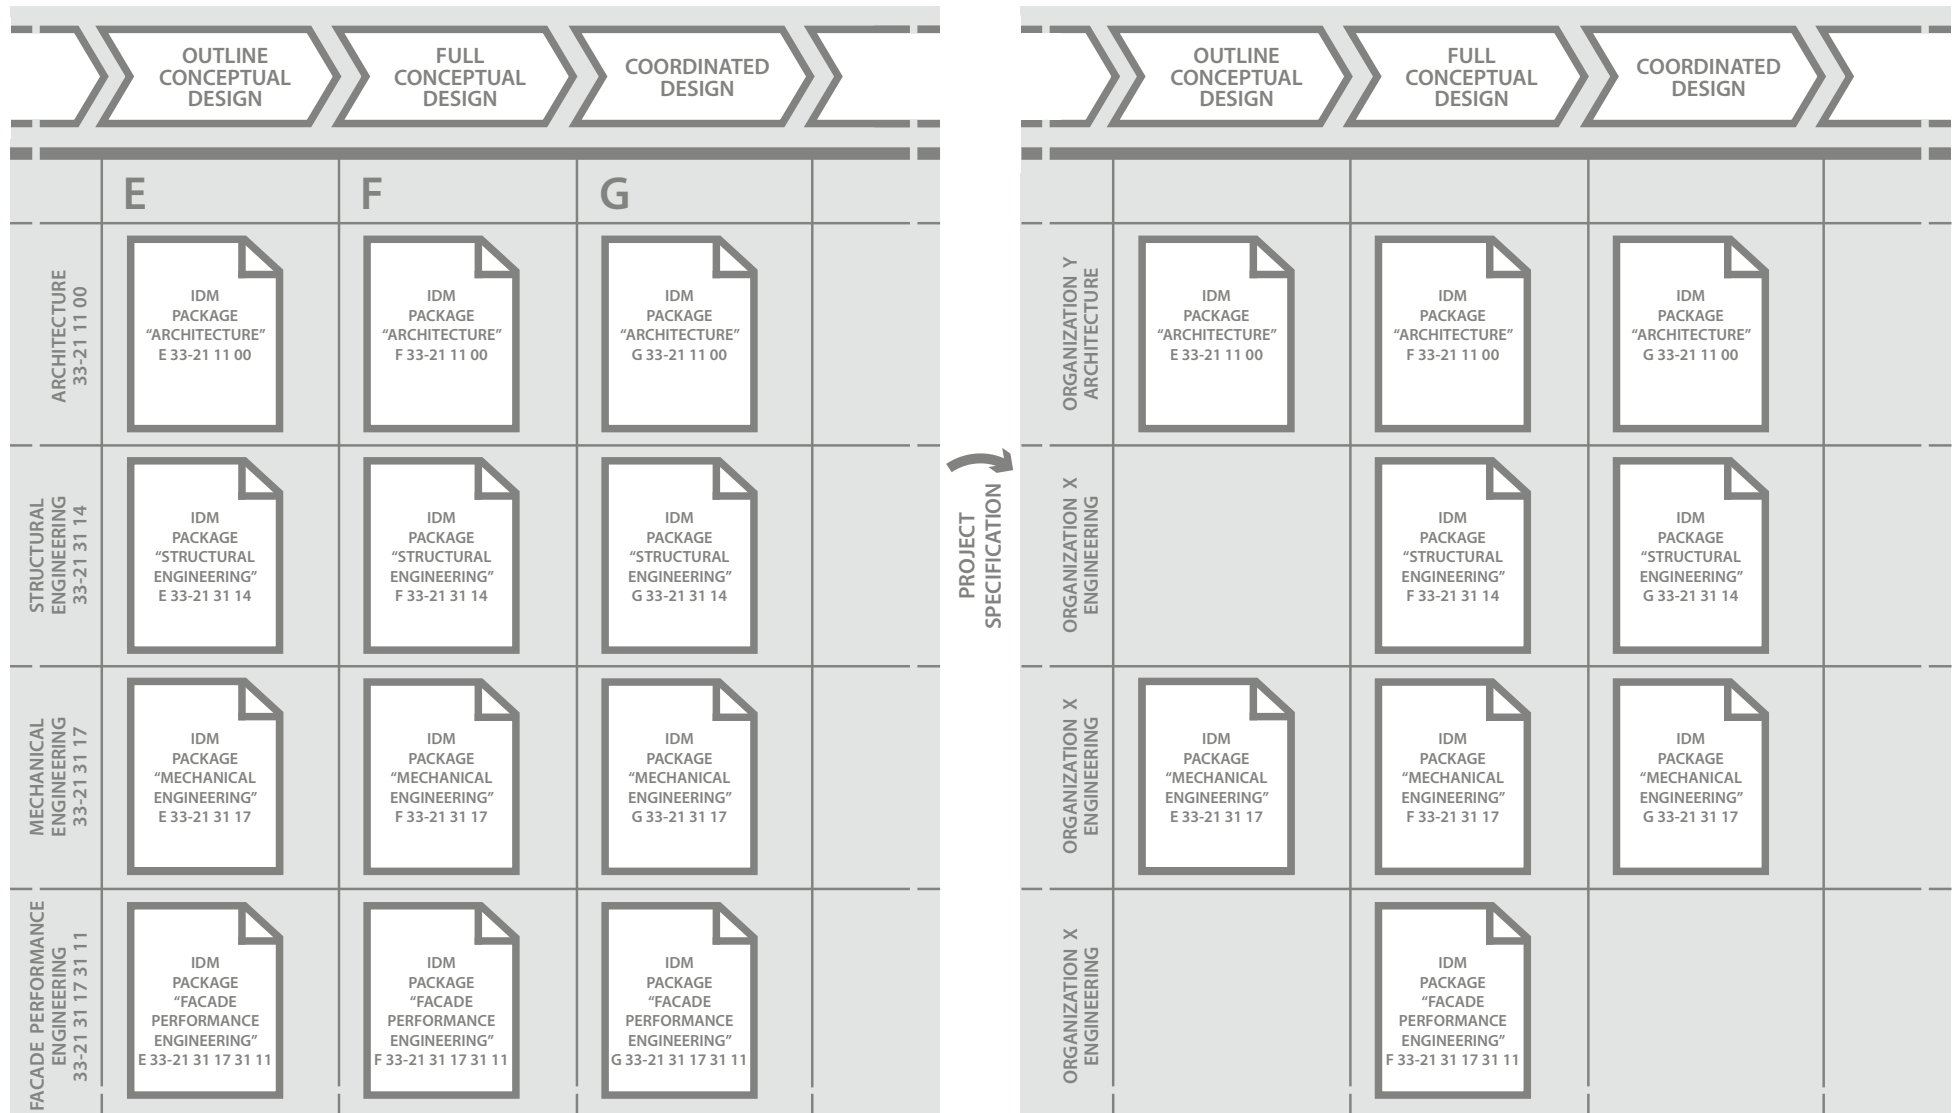 OUTLINE
CONCEPTUAL
DESIGN
FULL
CONCEPTUAL
DESIGN
COORDINATED
DESIGN
E
F
G
ARCHITECTURE
33-21 11 00
IDM
PACKAGE
“ARCHITECTURE”
E 33-21 11 00
IDM
PACKAGE
“ARCHITECTURE”
F 33-21 11 00
IDM
PACKAGE
“ARCHITECTURE”
G 33-21 11 00
STRUCTURAL
ENGINEERING
33-21 31 14
IDM
PACKAGE
“STRUCTURAL
ENGINEERING”
E 33-21 31 14
IDM
PACKAGE
“STRUCTURAL
ENGINEERING”
F 33-21 31 14
IDM
PACKAGE
“STRUCTURAL
ENGINEERING”
G 33-21 31 14
MECHANICAL
ENGINEERING
33-21 31 17
IDM
PACKAGE
“MECHANICAL
ENGINEERING”
E 33-21 31 17
IDM
PACKAGE
“MECHANICAL
ENGINEERING”
F 33-21 31 17
IDM
PACKAGE
“MECHANICAL
ENGINEERING”
G 33-21 31 17
FACADE PERFORMANCE
ENGINEERING
33-21 31 17 31 11
IDM
PACKAGE
“FACADE
PERFORMANCE
ENGINEERING”
E 33-21 31 17 31 11
IDM
PACKAGE
“FACADE
PERFORMANCE
ENGINEERING”
F 33-21 31 17 31 11
IDM
PACKAGE
“FACADE
PERFORMANCE
ENGINEERING”
G 33-21 31 17 31 11
PROJECT
SPECIFICATION
OUTLINE
CONCEPTUAL
DESIGN
FULL
CONCEPTUAL
DESIGN
COORDINATED
DESIGN
ORGANIZATION Y
ARCHITECTURE
IDM
PACKAGE
“ARCHITECTURE”
E 33-21 11 00
IDM
PACKAGE
“ARCHITECTURE”
F 33-21 11 00
IDM
PACKAGE
“ARCHITECTURE”
G 33-21 11 00
ORGANIZATION X
ENGINEERING
IDM
PACKAGE
“STRUCTURAL
ENGINEERING”
F 33-21 31 14
IDM
PACKAGE
“STRUCTURAL
ENGINEERING”
G 33-21 31 14
ORGANIZATION X
ENGINEERING
IDM
PACKAGE
“MECHANICAL
ENGINEERING”
E 33-21 31 17
IDM
PACKAGE
“MECHANICAL
ENGINEERING”
F 33-21 31 17
IDM
PACKAGE
“MECHANICAL
ENGINEERING”
G 33-21 31 17
ORGANIZATION X
ENGINEERING
IDM
PACKAGE
“FACADE
PERFORMANCE
ENGINEERING”
F 33-21 31 17 31 11